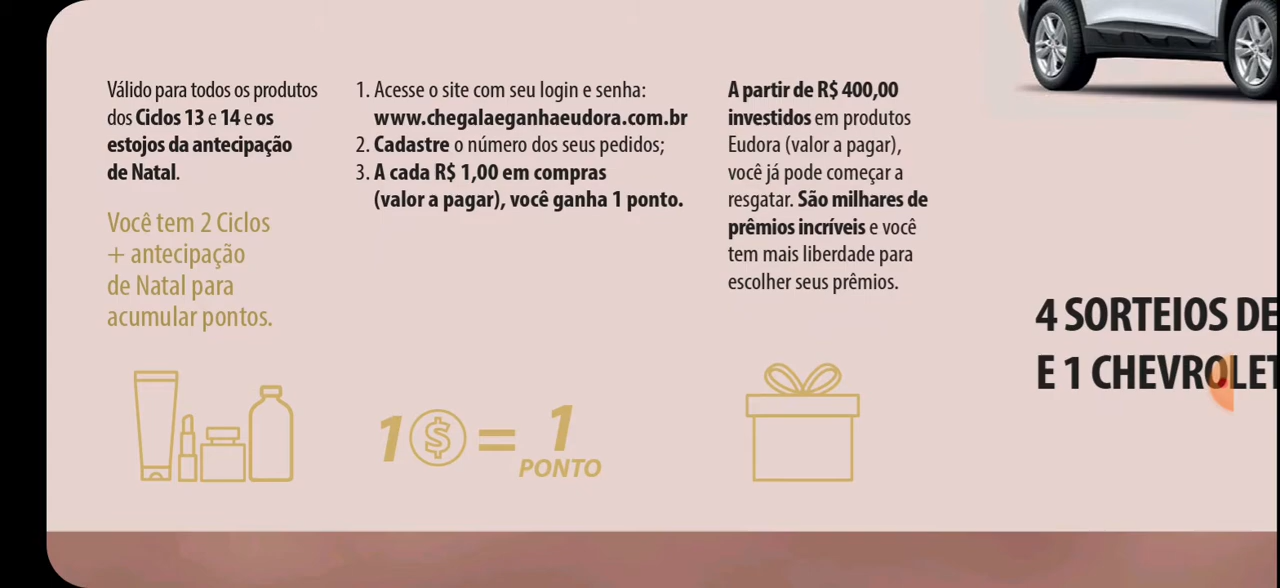 Válido para todos os produtos
dos Ciclos 13 e 14 e os
estojos da antecipação
de Natal.
Você tem 2 Ciclos
+ antecipação
de Natal para
acumular pontos.
1. Acesse o site com seu login e senha:
www.chegalaeganhaeudora.com.br
2. Cadastre o número dos seus pedidos;
3. A cada R$ 1,00 em compras
(valor a pagar), você ganha 1 ponto.
1 $ = 1
PONTO
A partir de R$ 400,00
investidos em produtos
Eudora (valor a pagar),
você já pode começar a
resgatar. São milhares de
prêmios incríveis e você
tem mais liberdade para
escolher seus prêmios.
4 SORTEIOS DE
E 1 CHEVROLET